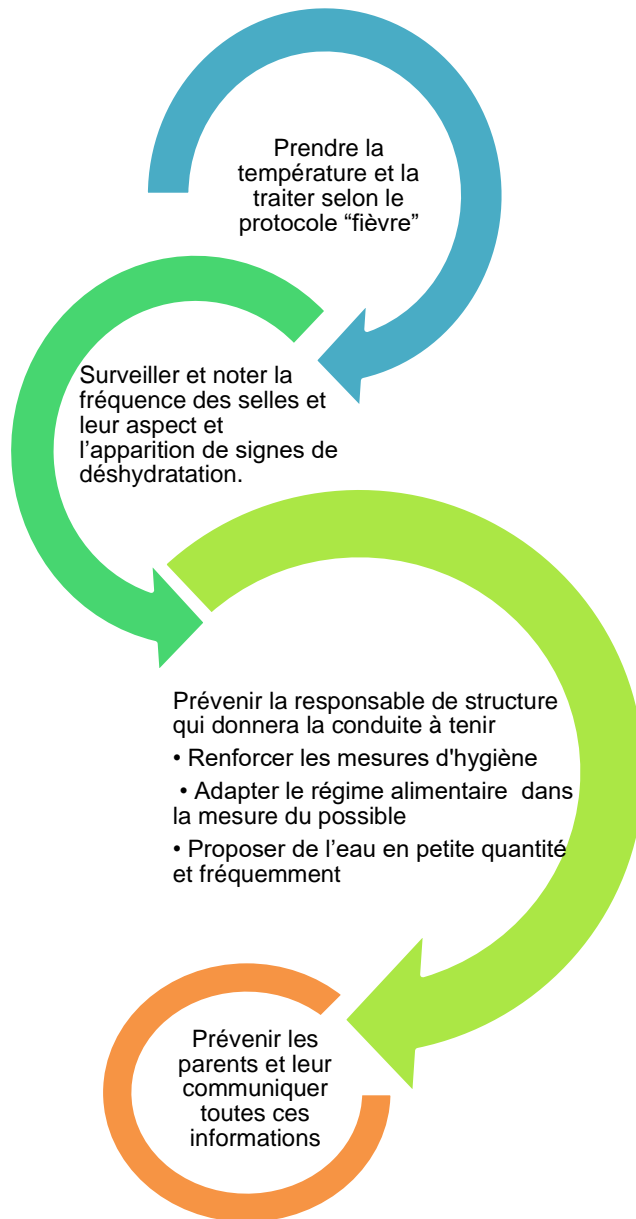 Prendre la
température et la
traiter selon le
protocole “fièvre”
Surveiller et noter la
fréquence des selles et
leur aspect et
l’apparition de signes de
déshydratation.
Prévenir la responsable de structure
qui donnera la conduite à tenir
• Renforcer les mesures d'hygiène
• Adapter le régime alimentaire  dans
la mesure du possible
• Proposer de l’eau en petite quantité
et fréquemment
Prévenir les
parents et leur
communiquer
toutes ces
informations